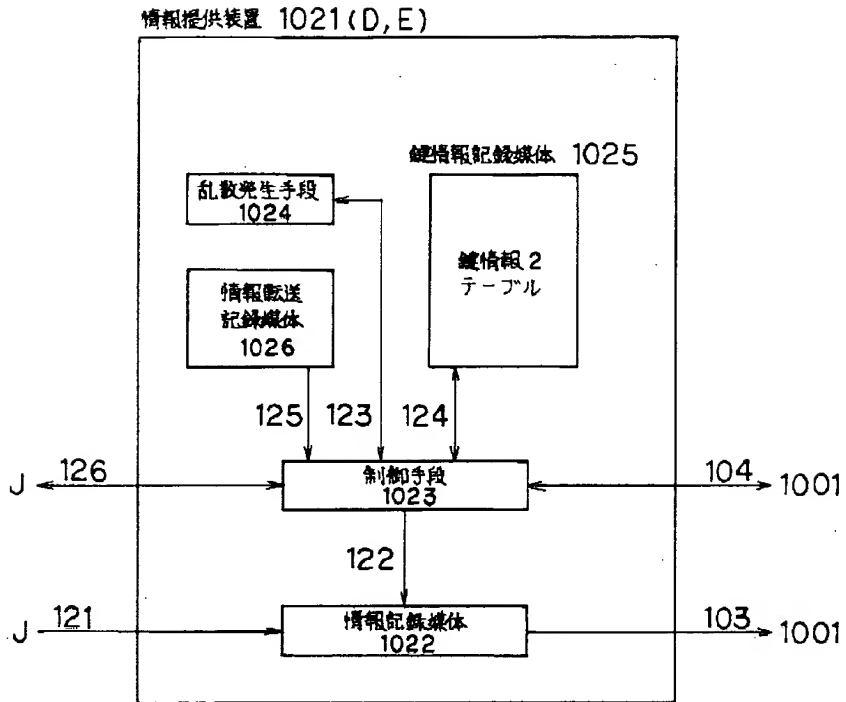 情報提供装置 1021(D,E)
鍵情報記録媒体 1025
乱数発生手段
1024
鍵情報2
テーブル
情報転送
記録媒体
1026
125
123
124
J
126
制御手段
1023
104
1001
122
J
121
情報記録媒体
1022
103
1001